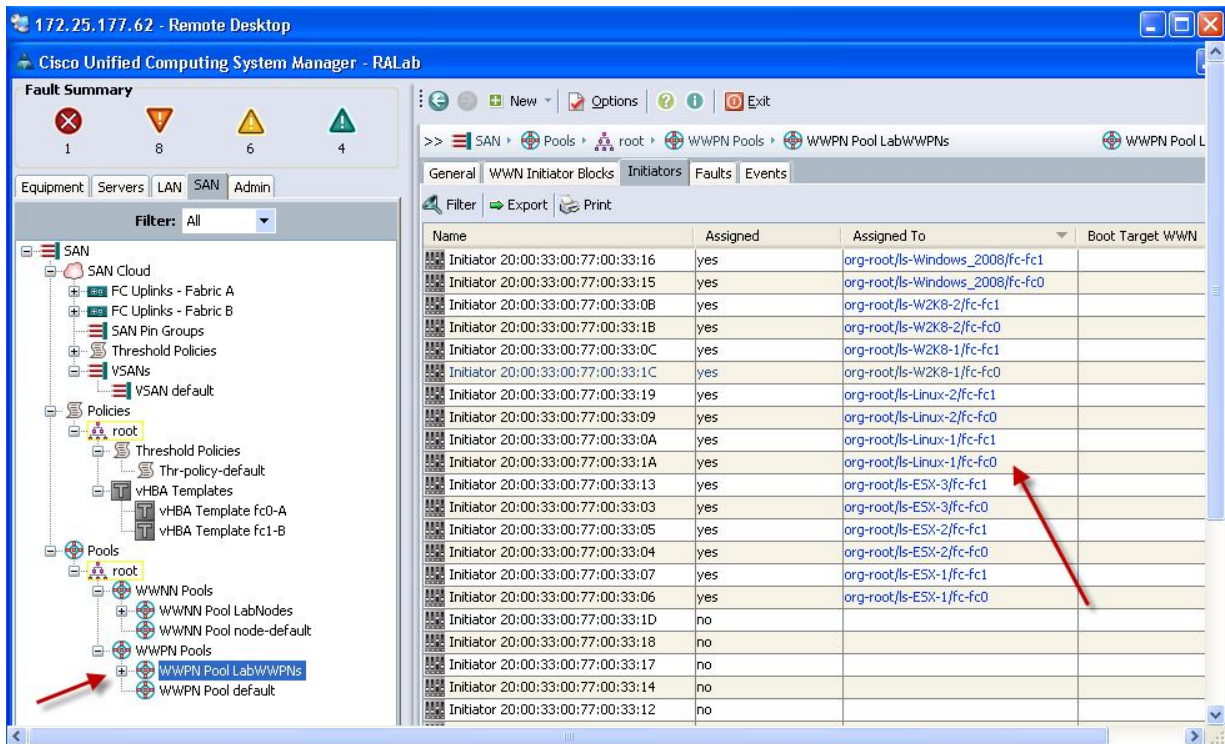 172.25.177.62 - Remote Desktop
Cisco Unified Computing System Manager - RALab
Fault Summary
1 8 6 4
New Options Exit
>> SAN Pools root WWPN Pools WWPN Pool LabWWPNs WWPN Pool L
Equipment Servers LAN SAN Admin
General WWN Initiator Blocks Initiators Faults Events
Filter: All
Filter Export Print
SAN
SAN Cloud
FC Uplinks - Fabric A
FC Uplinks - Fabric B
SAN Pin Groups
Threshold Policies
VSANs
VSAN default
Policies
root
Threshold Policies
Thr-policy-default
vHBA Templates
vHBA Template fc0-A
vHBA Template fc1-B
Pools
root
WWNN Pools
WWNN Pool LabNodes
WWNN Pool node-default
WWPN Pools
WWPN Pool LabWWPNs
WWPN Pool default
Name Assigned Assigned To Boot Target WWN
Initiator 20:00:33:00:77:00:33:16 yes org-root/ls-Windows_2008/fc-fc1
Initiator 20:00:33:00:77:00:33:15 yes org-root/ls-Windows_2008/fc-fc0
Initiator 20:00:33:00:77:00:33:0B yes org-root/ls-W2K8-2/fc-fc1
Initiator 20:00:33:00:77:00:33:1B yes org-root/ls-W2K8-2/fc-fc0
Initiator 20:00:33:00:77:00:33:0C yes org-root/ls-W2K8-1/fc-fc1
Initiator 20:00:33:00:77:00:33:1C yes org-root/ls-W2K8-1/fc-fc0
Initiator 20:00:33:00:77:00:33:19 yes org-root/ls-Linux-2/fc-fc1
Initiator 20:00:33:00:77:00:33:09 yes org-root/ls-Linux-2/fc-fc0
Initiator 20:00:33:00:77:00:33:0A yes org-root/ls-Linux-1/fc-fc1
Initiator 20:00:33:00:77:00:33:1A yes org-root/ls-Linux-1/fc-fc0
Initiator 20:00:33:00:77:00:33:13 yes org-root/ls-ESX-3/fc-fc1
Initiator 20:00:33:00:77:00:33:03 yes org-root/ls-ESX-3/fc-fc0
Initiator 20:00:33:00:77:00:33:05 yes org-root/ls-ESX-2/fc-fc1
Initiator 20:00:33:00:77:00:33:04 yes org-root/ls-ESX-2/fc-fc0
Initiator 20:00:33:00:77:00:33:07 yes org-root/ls-ESX-1/fc-fc1
Initiator 20:00:33:00:77:00:33:06 yes org-root/ls-ESX-1/fc-fc0
Initiator 20:00:33:00:77:00:33:1D no
Initiator 20:00:33:00:77:00:33:18 no
Initiator 20:00:33:00:77:00:33:17 no
Initiator 20:00:33:00:77:00:33:14 no
Initiator 20:00:33:00:77:00:33:12 no